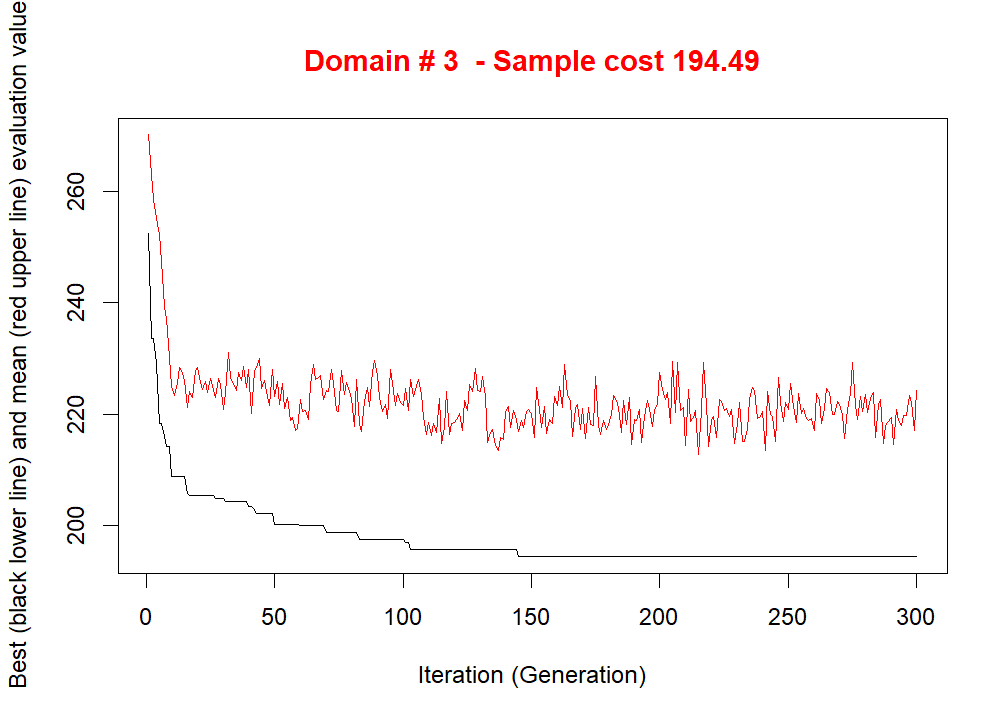 Domain # 3  - Sample cost 194.49
Best (black lower line) and mean (red upper line) evaluation value
260
240
220
200
0 50 100 150 200 250 300
Iteration (Generation)